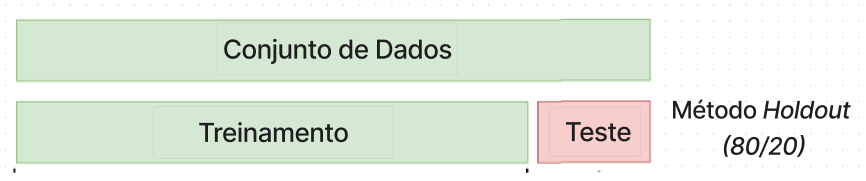 Conjunto de Dados
Treinamento
Teste
Método Holdout
(80/20)